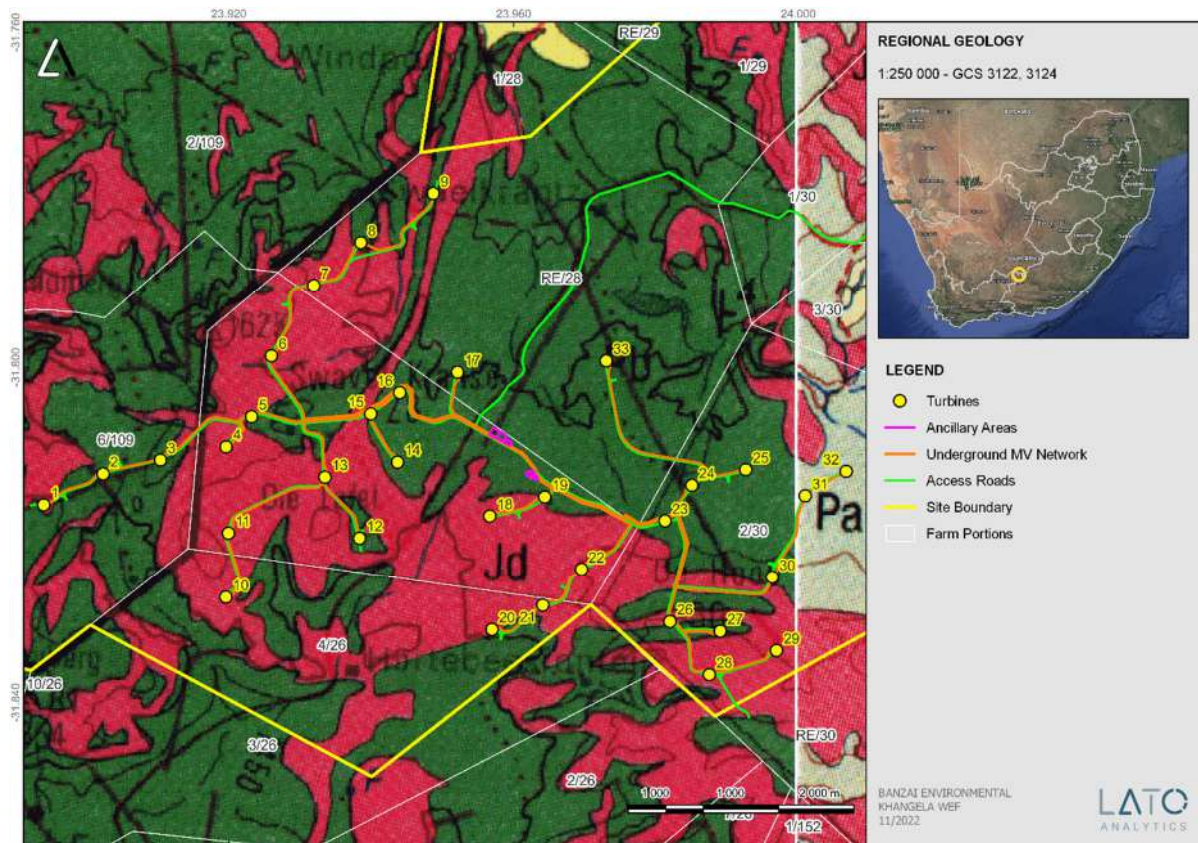 23.920
23.960
24.000
-31.760
RE/29
1/28
1/29
2/109
9
8
1/30
RE/28
7
3/30
-31.800
6
33
17
16
15
5
6/109
4
3
2
1
14
13
32
31
25
24
Pa
11
12
19
18
23
2/30
Jd
22
30
10
20
21
26
27
4/26
29
28
10/26
-31.840
3/26
RE/30
2/26
1 000
1 000
2 000 m
1/152
REGIONAL GEOLOGY
1:250 000 - GCS 3122, 3124
LEGEND
Turbines
Ancillary Areas
Underground MV Network
Access Roads
Site Boundary
Farm Portions
BANZAI ENVIRONMENTAL
KHANGELA WEF
11/2022
LATO
ANALYTICS